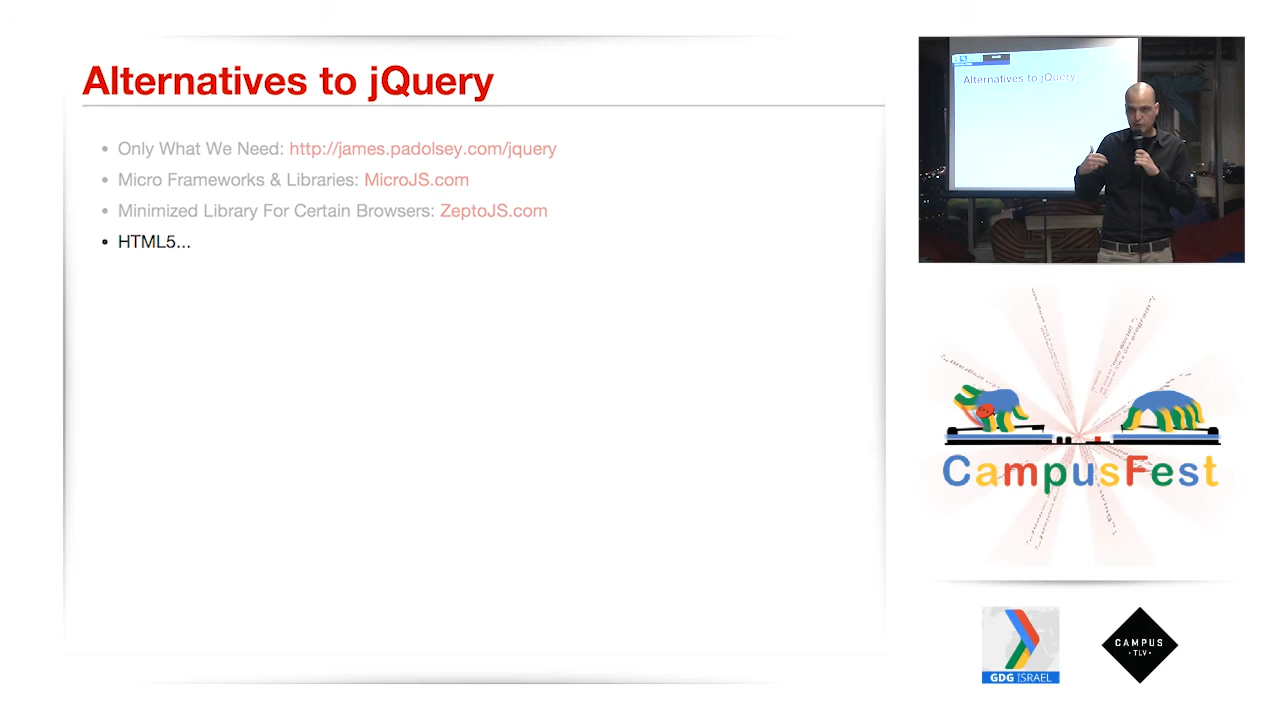 Alternatives to jQuery
• Only What We Need: http://james.padolsey.com/jquery
• Micro Frameworks & Libraries: MicroJS.com
• Minimized Library For Certain Browsers: ZeptoJS.com
• HTML5...
Alternatives to jQuery
CampusFest
GDG ISRAEL
CAMPUS
·TLV·